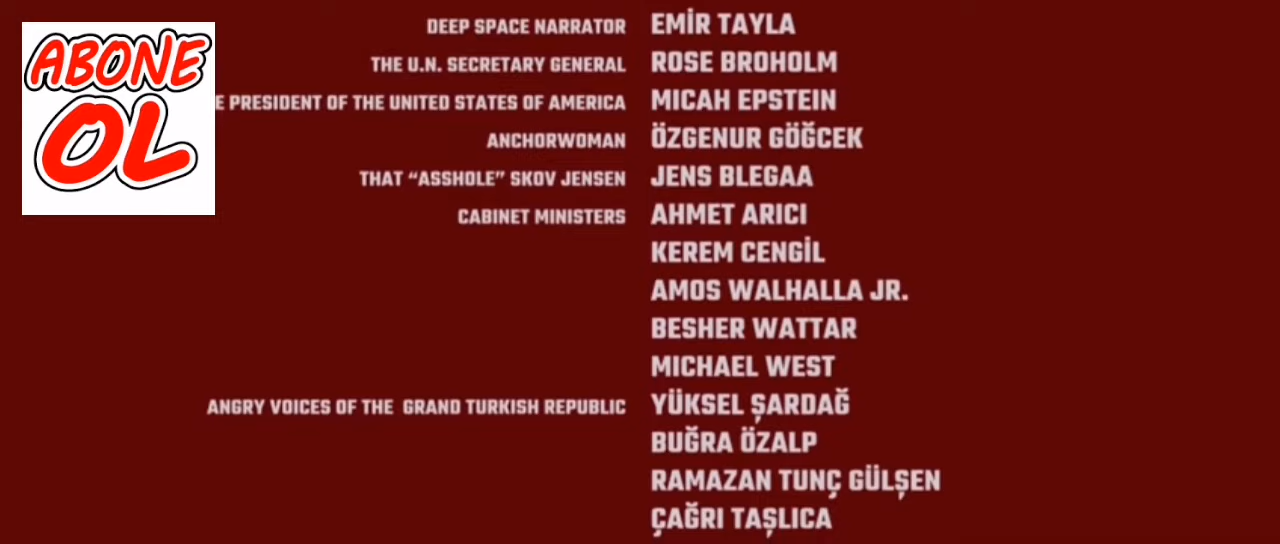 ABONE
OL
DEEP SPACE NARRATOR EMİR TAYLA
THE U.N. SECRETARY GENERAL ROSE BROHOLM
E PRESIDENT OF THE UNITED STATES OF AMERICA MICAH EPSTEIN
ANCHORWOMAN ÖZGENUR GÖĞCEK
THAT “ASSHOLE” SKOV JENSEN JENS BLEGAA
CABINET MINISTERS AHMET ARICI
KEREM CENGİL
AMOS WALHALLA JR.
BESHER WATTAR
MICHAEL WEST
ANGRY VOICES OF THE GRAND TURKISH REPUBLIC YÜKSEL ŞARDAĞ
BUĞRA ÖZALP
RAMAZAN TUNÇ GÜLŞEN
ÇAĞRI TAŞLICA